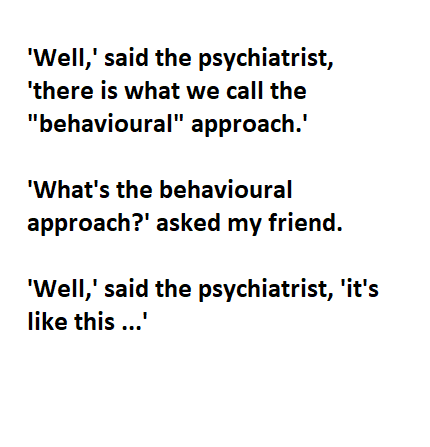 'Well,' said the psychiatrist,
'there is what we call the
"behavioural" approach.'
'What's the behavioural
approach?' asked my friend.
'Well,' said the psychiatrist, 'it's
like this ...'